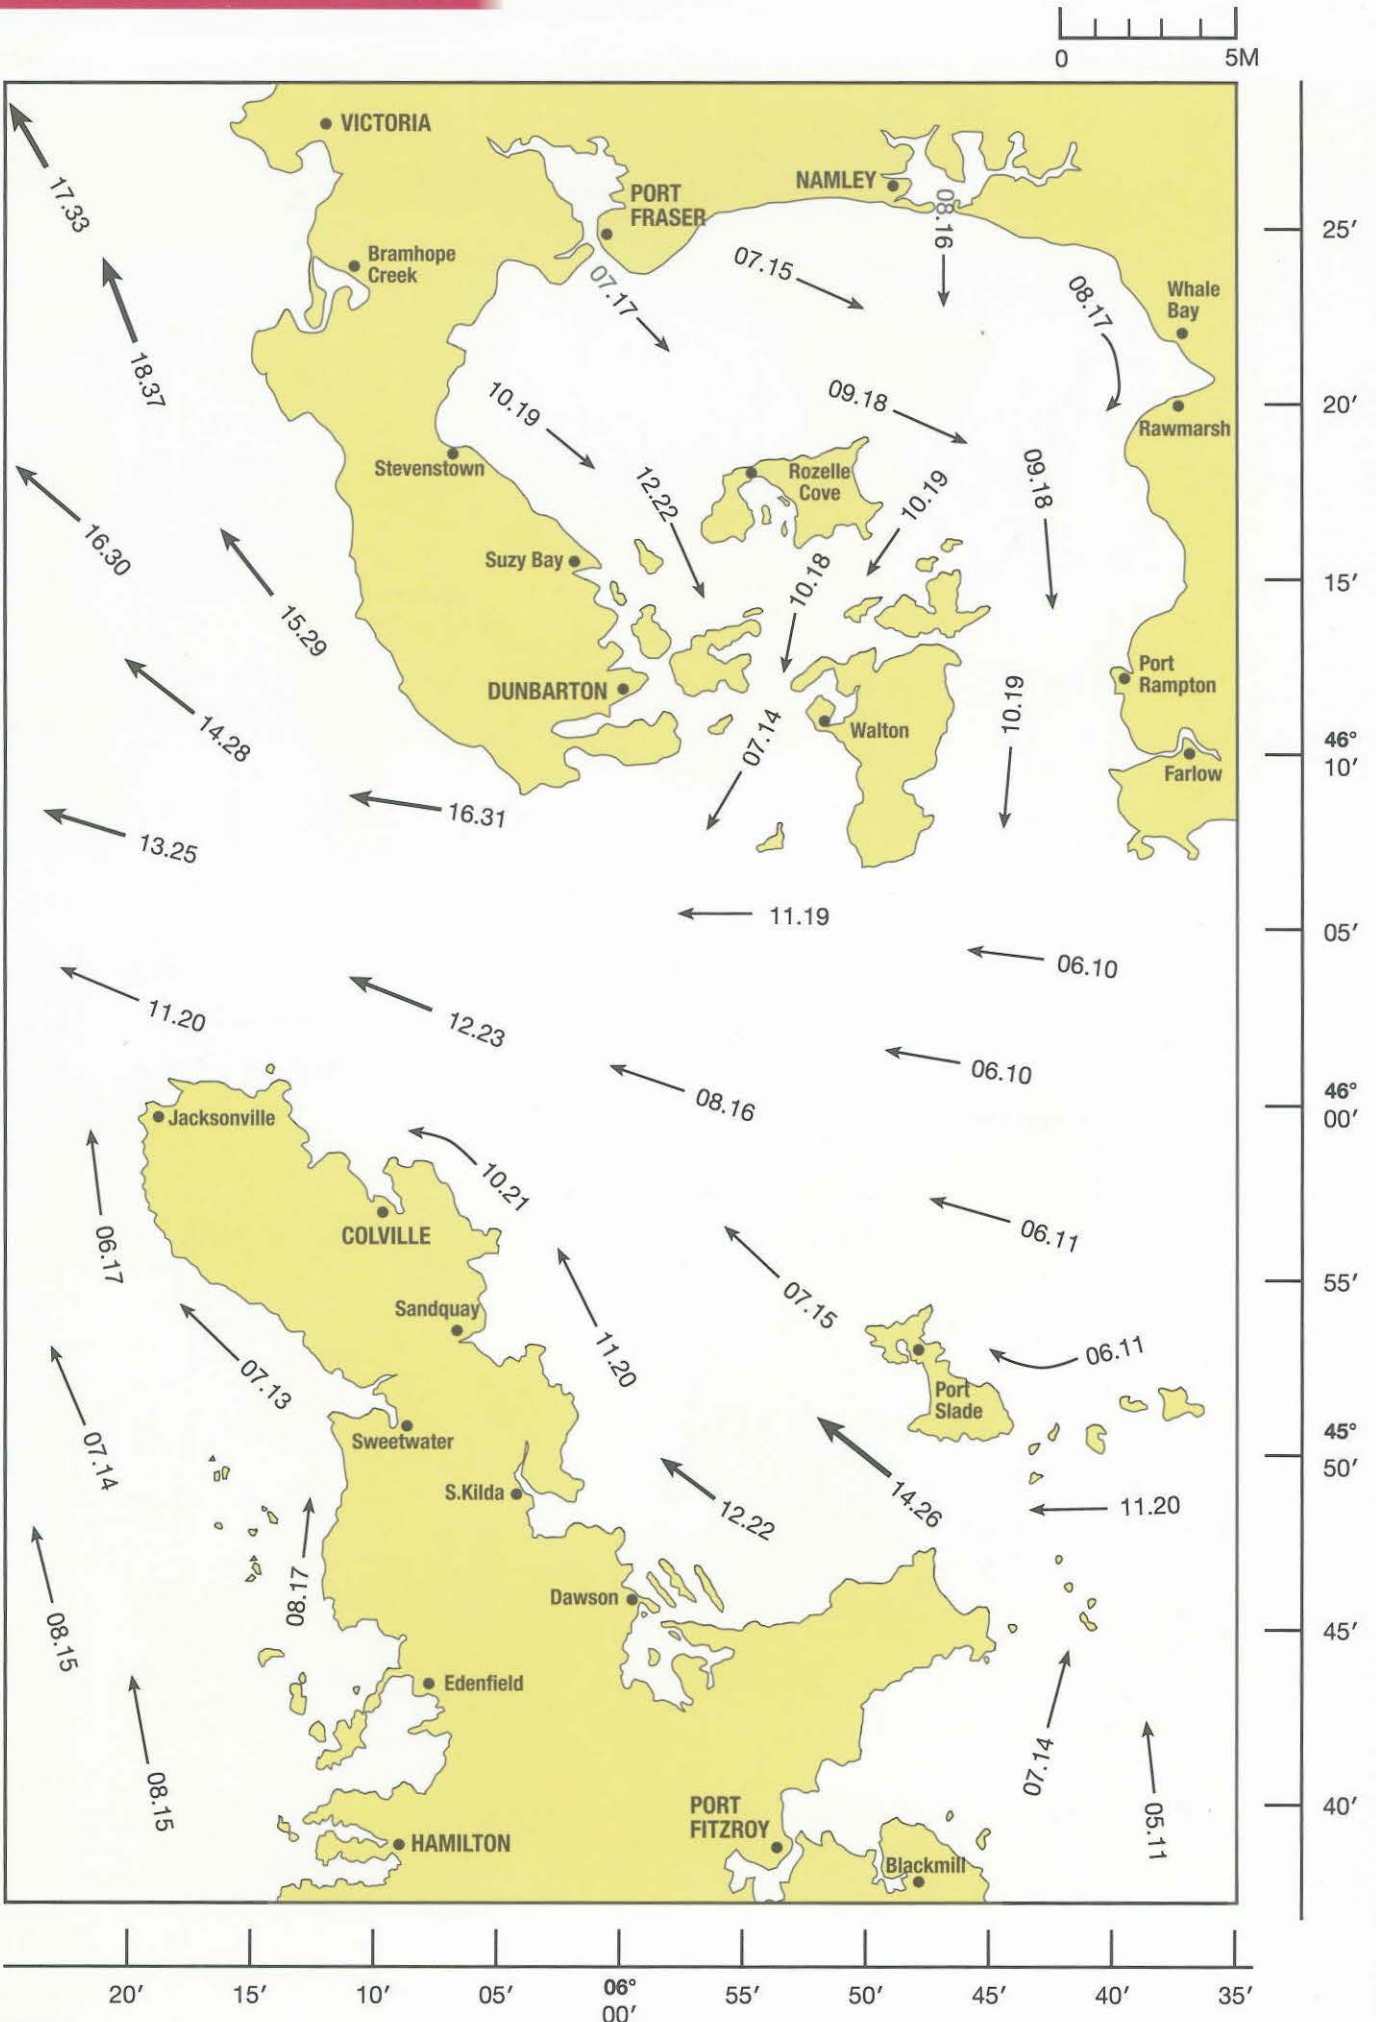 0 5M
VICTORIA
17.33
NAMLEY
PORT
FRASER
08.16
25′
Bramhope
Creek
07.15
07.17
Whale
Bay
08.17
18.37
10.19
09.18
20′
Rawmarsh
Stevenstown
Rozelle
Cove
12.22
10.19
09.18
16.30
Suzy Bay
10.18
15′
15.29
Port
Rampton
DUNBARTON
10.19
14.28
07.14
Walton
46°
10′
Farlow
16.31
13.25
11.19
05′
06.10
11.20
12.23
06.10
08.16
46°
00′
Jacksonville
10.21
COLVILLE
06.11
06.17
55′
Sandquay
07.15
11.20
06.11
07.13
Port
Slade
07.14
Sweetwater
45°
50′
S.Kilda
12.22
14.26
11.20
08.17
Dawson
08.15
45′
Edenfield
07.14
08.15
PORT
FITZROY
40′
05.11
HAMILTON
Blackmill
20′ 15′ 10′ 05′ 06° 55′ 50′ 45′ 40′ 35′
00′